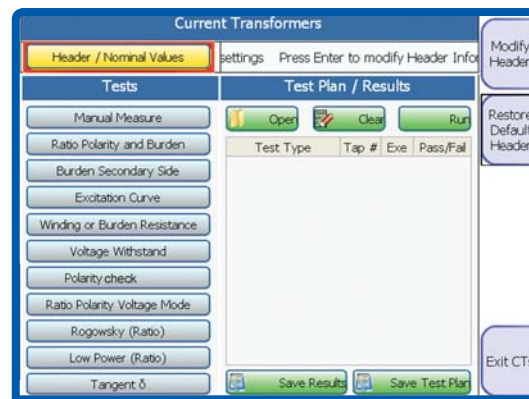 Current Transformers
Header / Nominal Values
settings Press Enter to modify Header Infor
Modify
Header
Tests
Test Plan / Results
Manual Measure
Open
Clear
Run
Restore
Default
Header
Ratio Polarity and Burden
Test Type Tap # Exe Pass/Fail
Burden Secondary Side
Excitation Curve
Winding or Burden Resistance
Voltage Withstand
Polarity check
Ratio Polarity Voltage Mode
Rogowsky (Ratio)
Low Power (Ratio)
Tangent δ
Save Results
Save Test Plan
Exit CTs